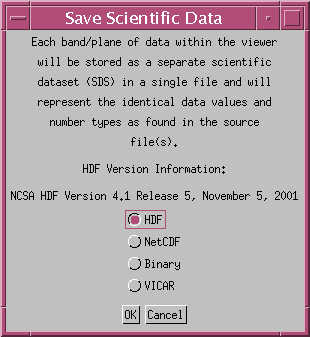 Save Scientific Data
Each band/plane of data within the viewer
will be stored as a separate scientific
dataset (SDS) in a single file and will
represent the identical data values and
number types as found in the source
file(s).
HDF Version Information:
NCSA HDF Version 4.1 Release 5, November 5, 2001
HDF
NetCDF
Binary
VICAR
OK Cancel